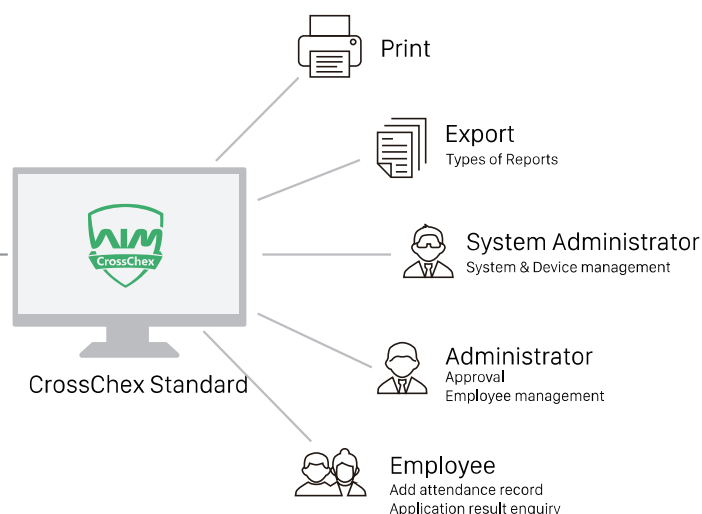 Print
Export
Types of Reports
System Administrator
System & Device management
CrossChex
CrossChex Standard
Administrator
Approval
Employee management
Employee
Add attendance record
Application result enquiry